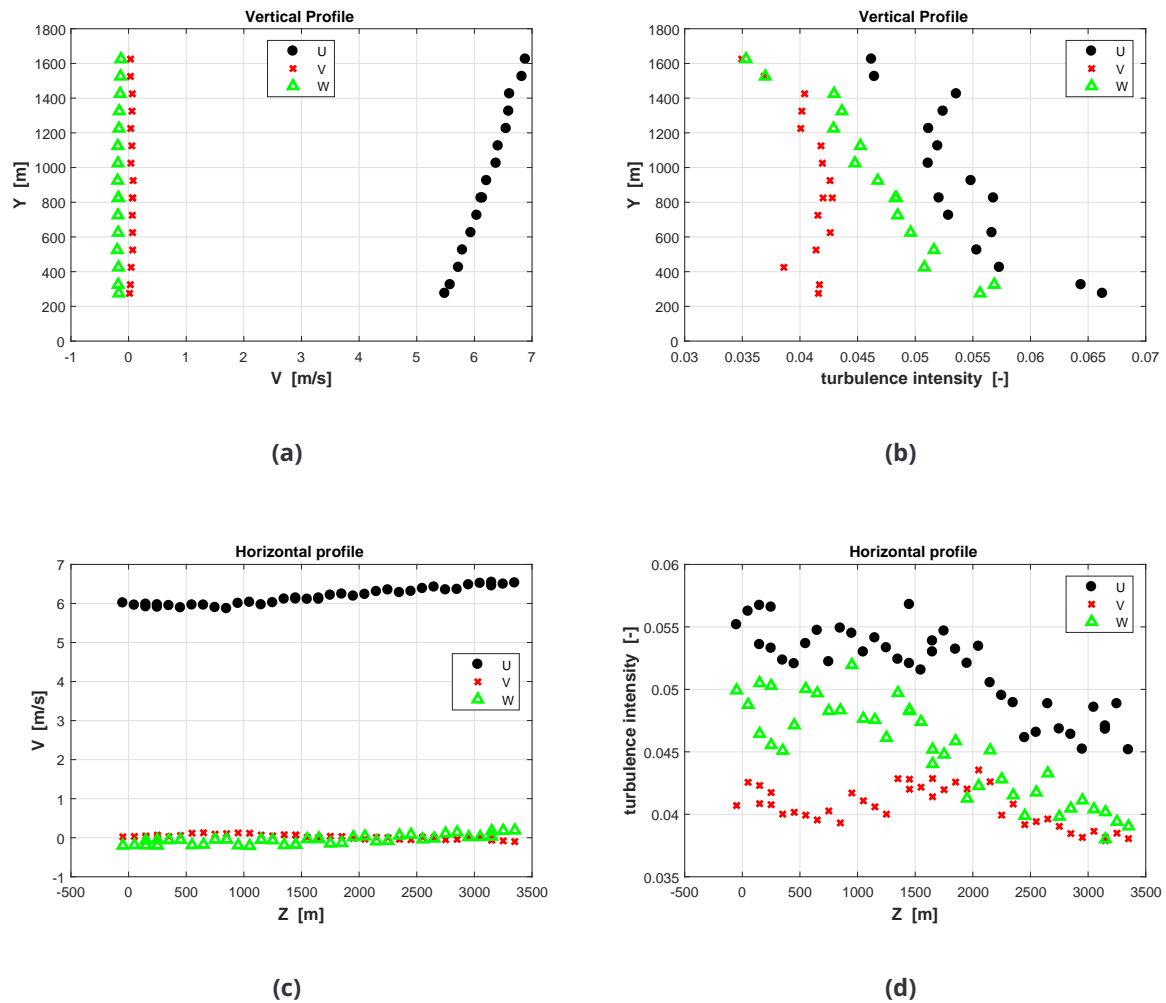 Vertical Profile
1800
1600
1400
1200
1000
800
600
400
200
0
Y [m]
U
V
W
-1 0 1 2 3 4 5 6 7
V [m/s]
(a)
Vertical Profile
1800
1600
1400
1200
1000
800
600
400
200
0
Y [m]
U
V
W
0.03 0.035 0.04 0.045 0.05 0.055 0.06 0.065 0.07
turbulence intensity [-]
(b)
Horizontal profile
7
6
5
4
3
2
1
0
-1
V [m/s]
U
V
W
-500 0 500 1000 1500 2000 2500 3000 3500
Z [m]
(c)
Horizontal profile
0.06
0.055
0.05
0.045
0.04
0.035
turbulence intensity [-]
U
V
W
-500 0 500 1000 1500 2000 2500 3000 3500
Z [m]
(d)